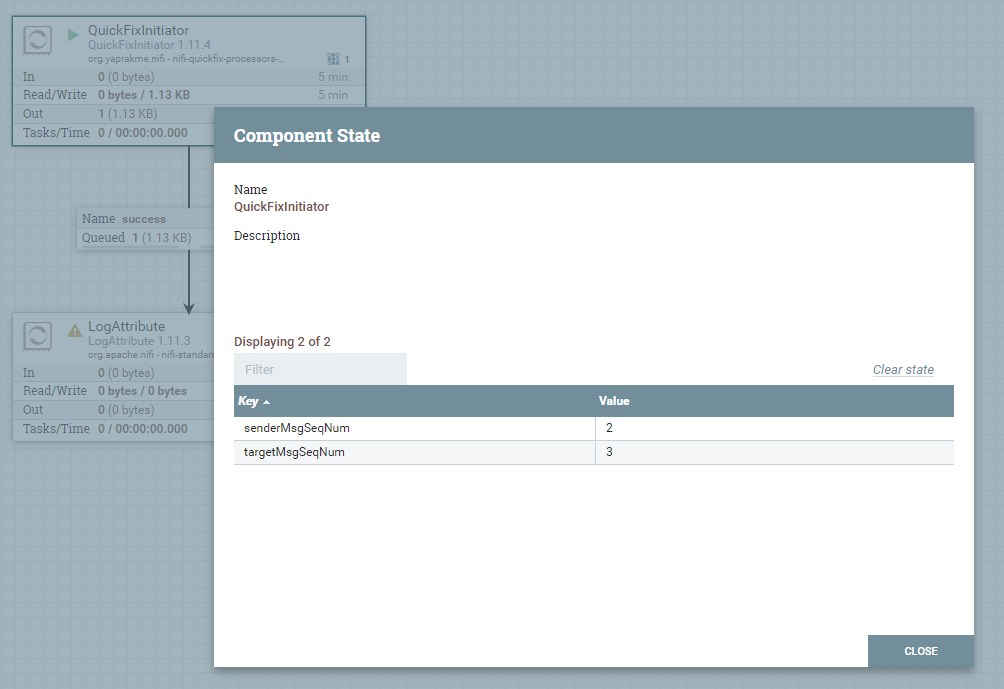 QuickFixInitiator
QuickFixInitiator 1.11.4
org.yaprakme.nifi - nifi-quickfix-processors-...
1
In 0 (0 bytes) 5 min
Read/Write 0 bytes / 1.13 KB 5 min
Out 1 (1.13 KB)
Tasks/Time 0 / 00:00:00.000
Component State
Name
QuickFixInitiator
Description
Name success
Queued 1 (1.13 KB)
LogAttribute
LogAttribute 1.11.3
org.apache.nifi - nifi-standar
In 0 (0 bytes)
Read/Write 0 bytes / 0 bytes
Out 0 (0 bytes)
Tasks/Time 0 / 00:00:00.000
Displaying 2 of 2
Filter
Clear state
Key Value
senderMsgSeqNum 2
targetMsgSeqNum 3
CLOSE